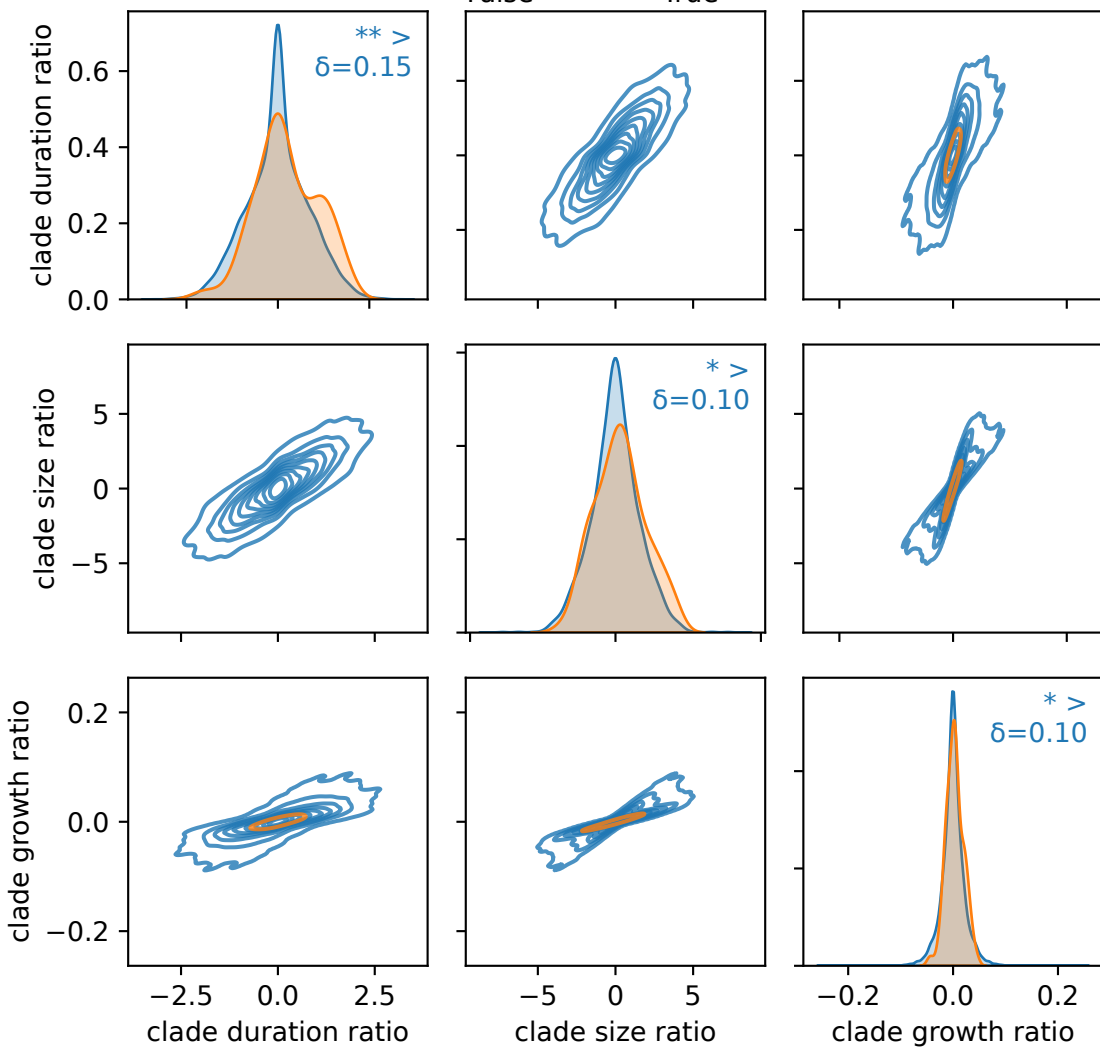 clade duration ratio
0.6
0.4
0.2
0.0
** >
δ=0.15
clade size ratio
5
0
−5
* >
δ=0.10
clade growth ratio
0.2
0.0
−0.2
* >
δ=0.10
−2.5 0.0 2.5
−5 0 5
−0.2 0.0 0.2
clade duration ratio
clade size ratio
clade growth ratio